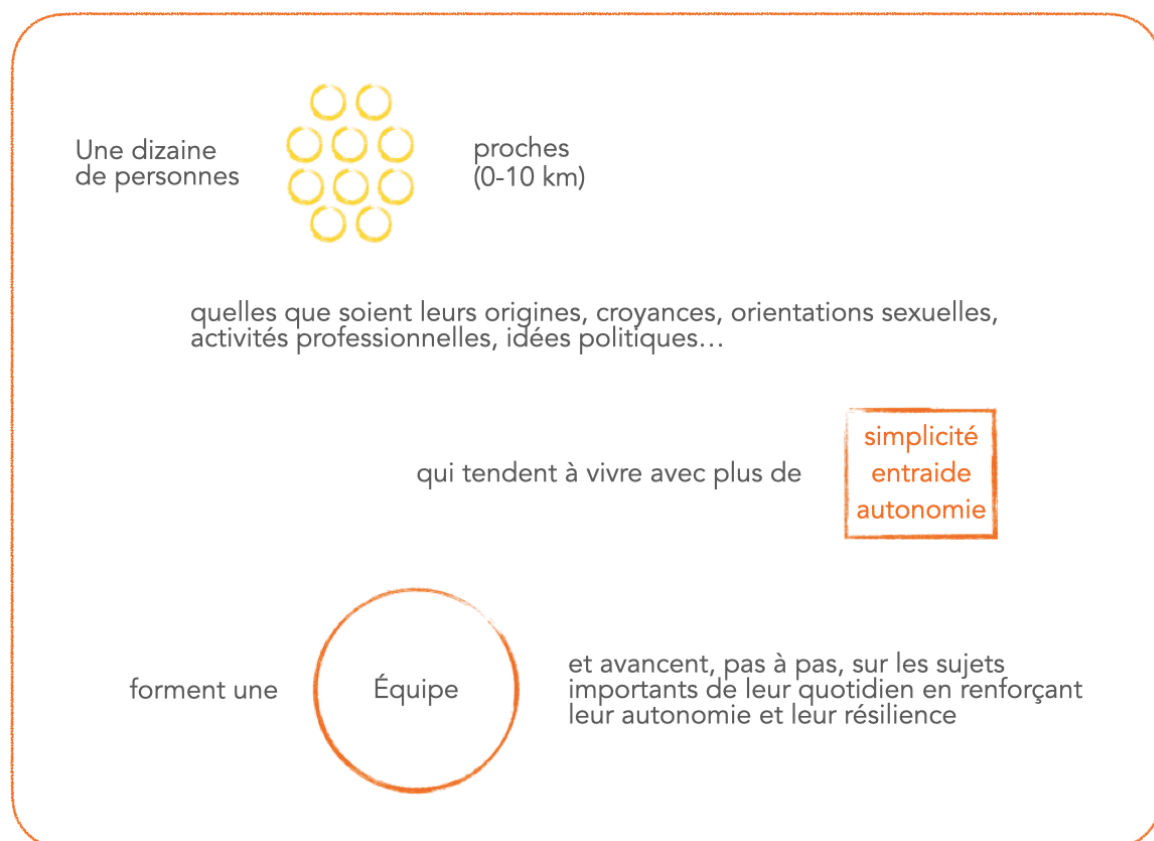 Une dizaine
de personnes
proches
(0-10 km)
quelles que soient leurs origines, croyances, orientations sexuelles,
activités professionnelles, idées politiques…
qui tendent à vivre avec plus de
simplicité
entraide
autonomie
forment une
Équipe
et avancent, pas à pas, sur les sujets
importants de leur quotidien en renforçant
leur autonomie et leur résilience